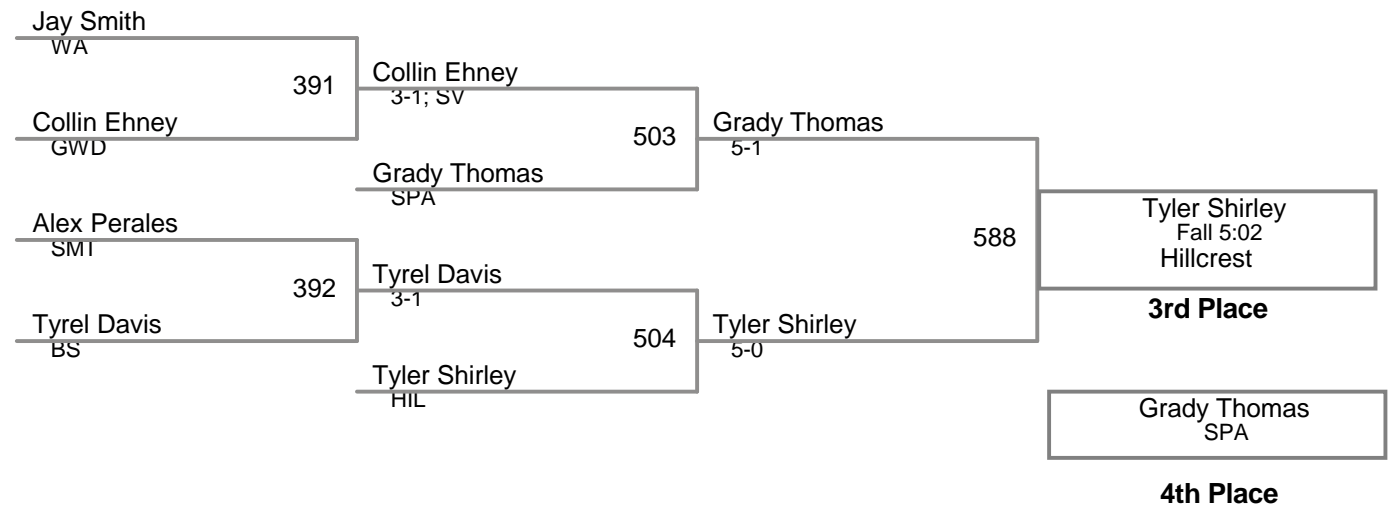 Jay Smith
WA
391
Collin Ehney
3-1; SV
Collin Ehney
GWD
503
Grady Thomas
5-1
Grady Thomas
SPA
Alex Perales
SMT
588
Tyler Shirley
Fall 5:02
Hillcrest
3rd Place
392
Tyrel Davis
3-1
Tyrel Davis
BS
504
Tyler Shirley
5-0
Tyler Shirley
HIL
Grady Thomas
SPA
4th Place